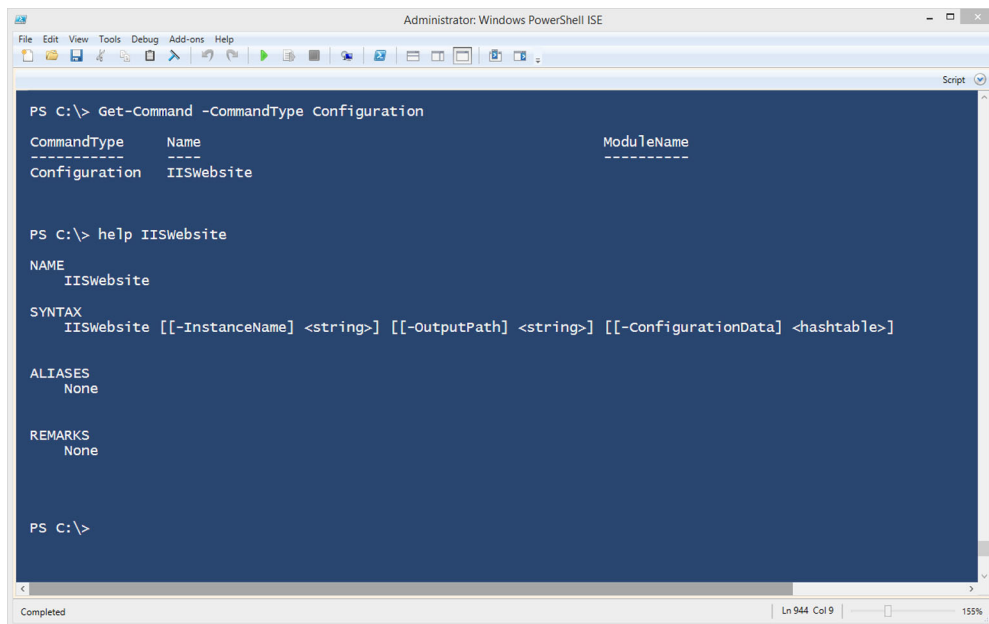 Administrator: Windows PowerShell ISE
File Edit View Tools Debug Add-ons Help
Script
PS C:\> Get-Command -CommandType Configuration
CommandType Name ModuleName
----------- ---- ----------
Configuration IISWebsite
PS C:\> help IISWebsite
NAME
IISWebsite
SYNTAX
IISWebsite [[-InstanceName] <string>] [[-OutputPath] <string>] [[-ConfigurationData] <hashtable>]
ALIASES
None
REMARKS
None
PS C:\>
Completed Ln 944 Col 9 155%